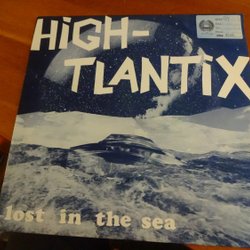 HiGH-
TLANTiX
lost in the sea